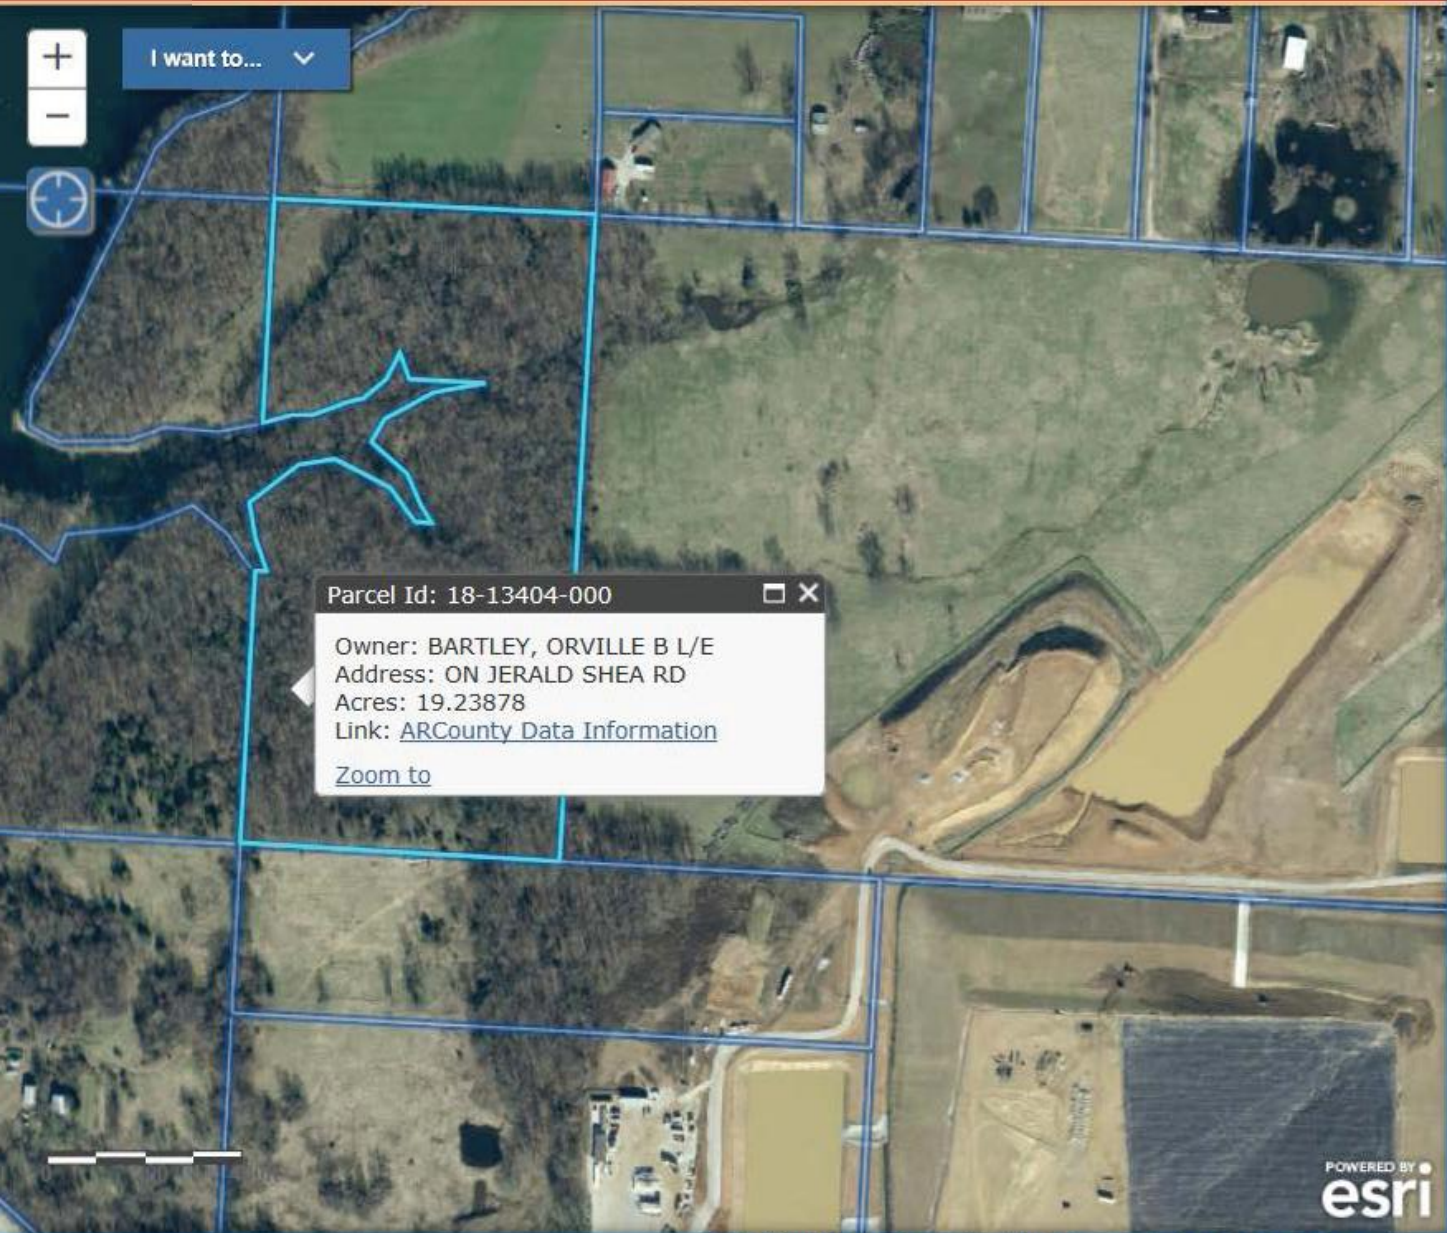 +
I want to...
−
Parcel Id: 18-13404-000
Owner: BARTLEY, ORVILLE B L/E
Address: ON JERALD SHEA RD
Acres: 19.23878
Link: ARCounty Data Information
Zoom to
POWERED BY
esri